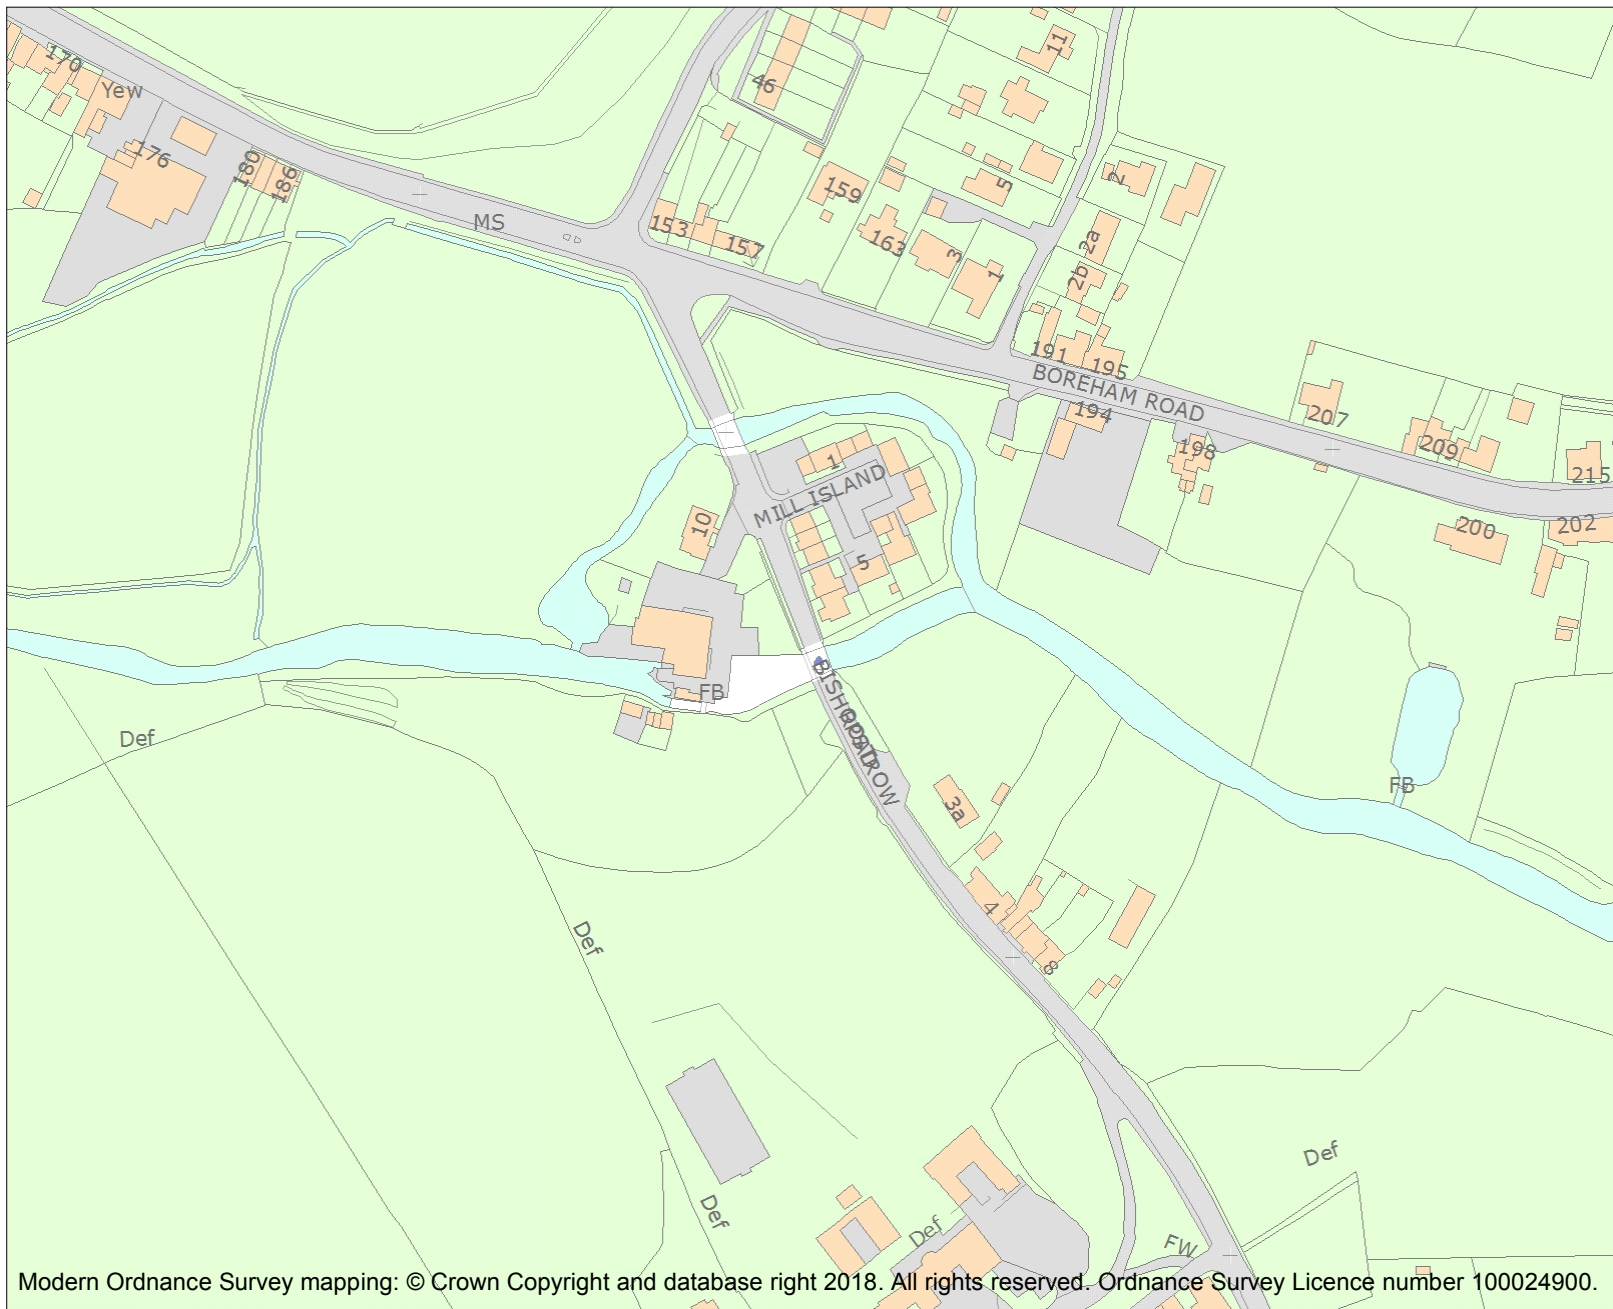 170
Yew
176
180
186
MS
46
11
2
5
159
153
157
163
3
1
2a
2b
191
195
BOREHAM ROAD
194
198
207
209
215
200
202
1
MILL ISLAND
10
5
FB
BISHOPSTROW
ROAD
Def
FB
3a
4
8
Def
Def
Def
Def
FW
Modern Ordnance Survey mapping: © Crown Copyright and database right 2018. All rights reserved. Ordnance Survey Licence number 100024900.